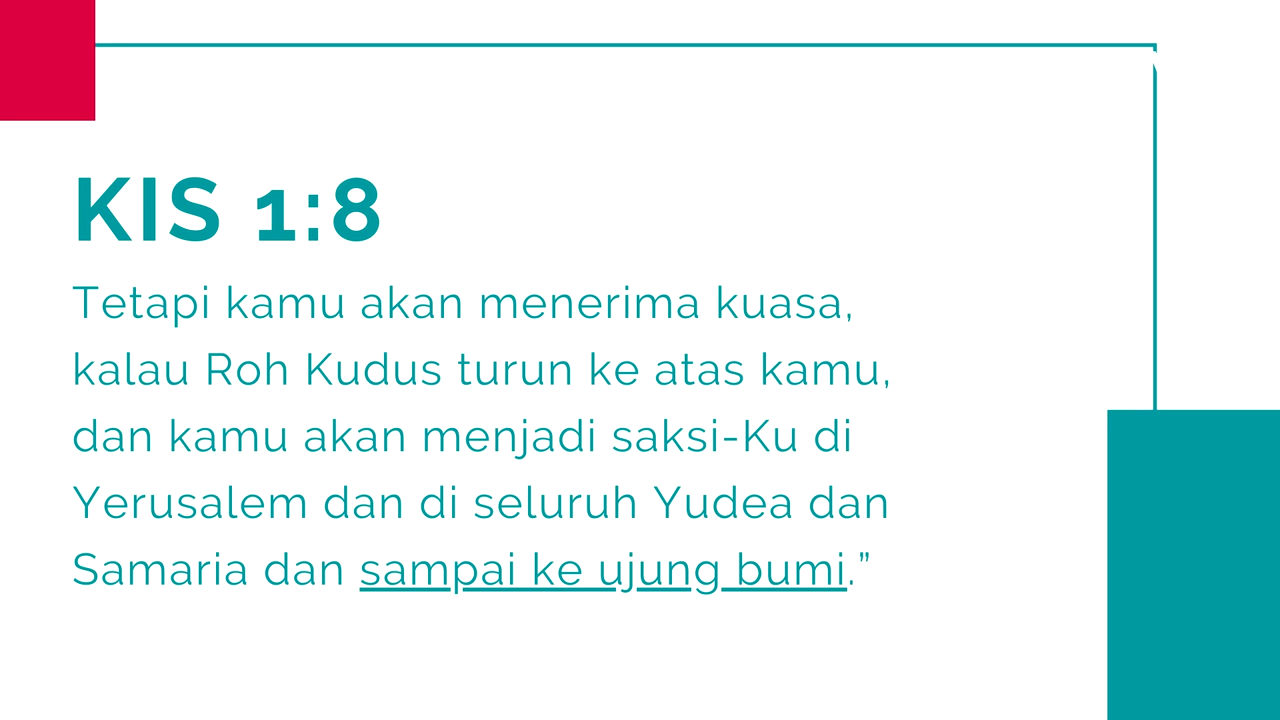 KIS 1:8
Tetapi kamu akan menerima kuasa,
kalau Roh Kudus turun ke atas kamu,
dan kamu akan menjadi saksi-Ku di
Yerusalem dan di seluruh Yudea dan
Samaria dan sampai ke ujung bumi.”